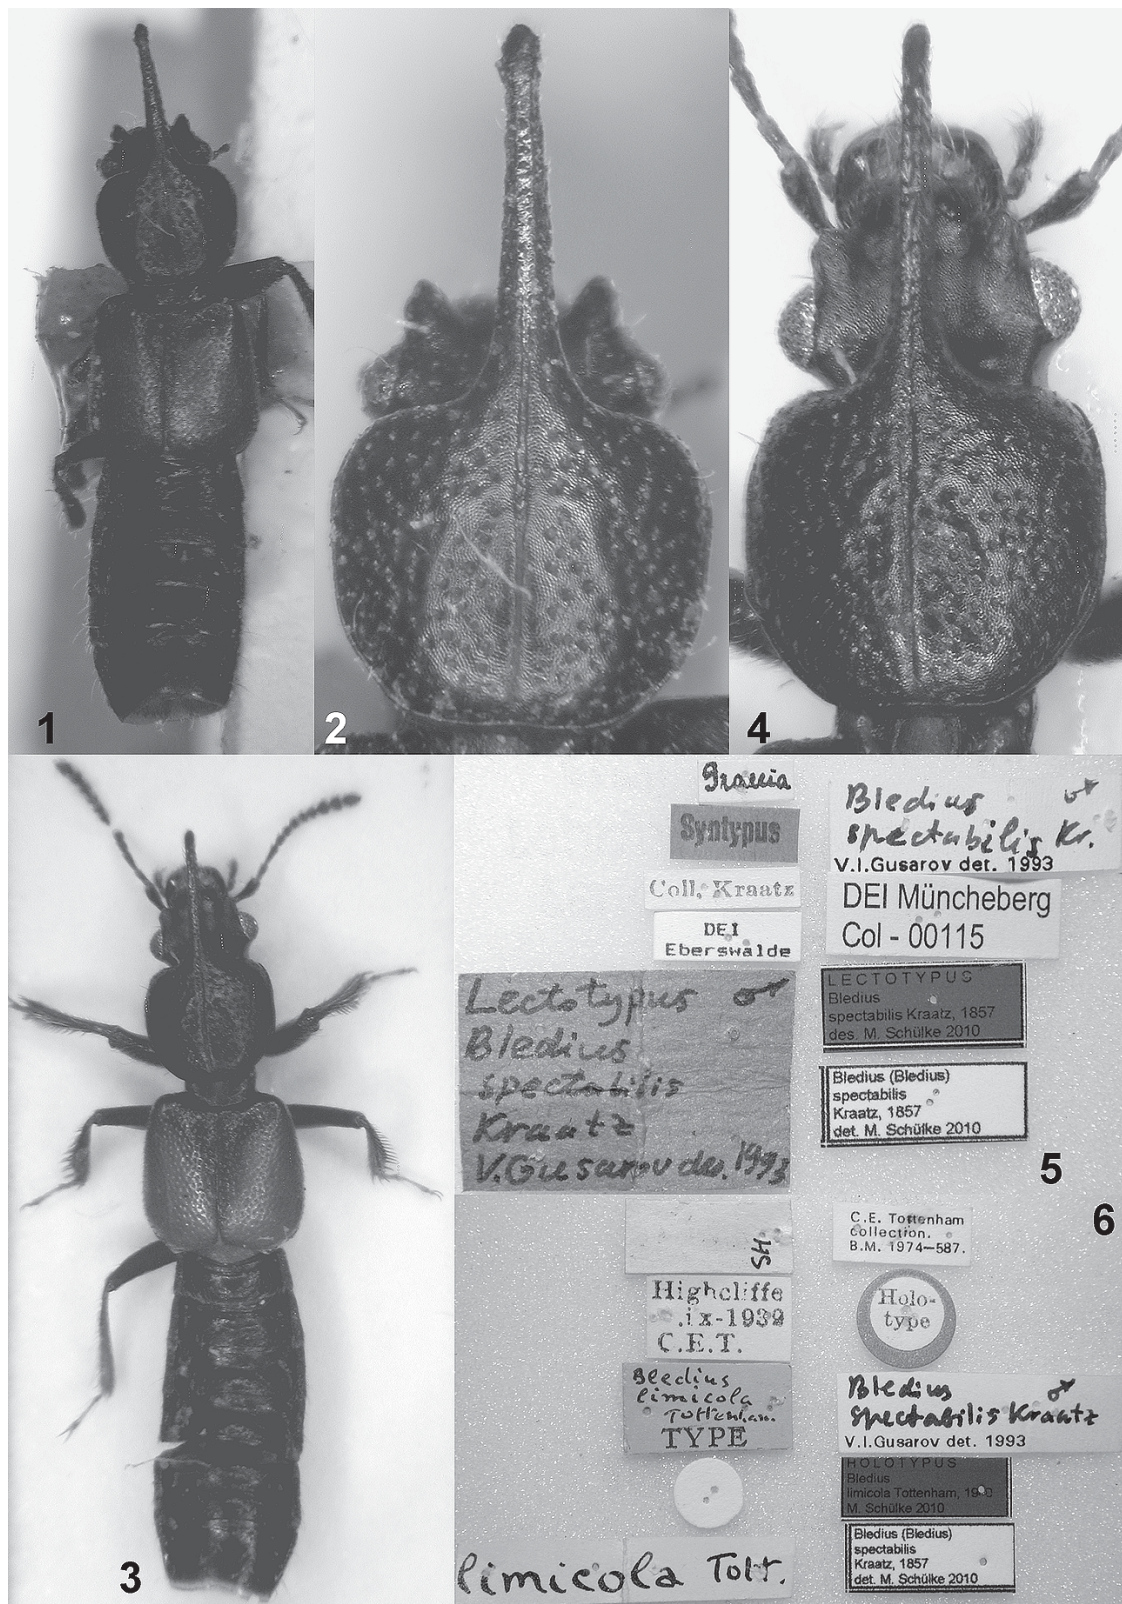 1
2
4
3
Graecia
Syntypus
Coll. Kraatz
DEI
Eberswalde
Lectotypus ♂
Bledius
spectabilis
Kraatz
V.Gusarov des. 1993
Bledius ♂
spectabilis Kr.
V.I.Gusarov det. 1993
DEI Müncheberg
Col - 00115
LECTOTYPUS
Bledius
spectabilis Kraatz, 1857
des. M. Schülke 2010
Bledius (Bledius)
spectabilis
Kraatz, 1857
det. M. Schülke 2010
5
6
HS
Highcliffe
.ix-1939
C.E.T.
Bledius
limicola
Tottenham.
TYPE
limicola Tott.
C.E. Tottenham
collection.
B.M. 1974—587.
Holo-
type
Bledius ♂
spectabilis Kraatz
V.I.Gusarov det. 1993
HOLOTYPUS
Bledius
limicola Tottenham,
M. Schülke 2010
Bledius (Bledius)
spectabilis
Kraatz, 1857
det. M. Schülke 2010